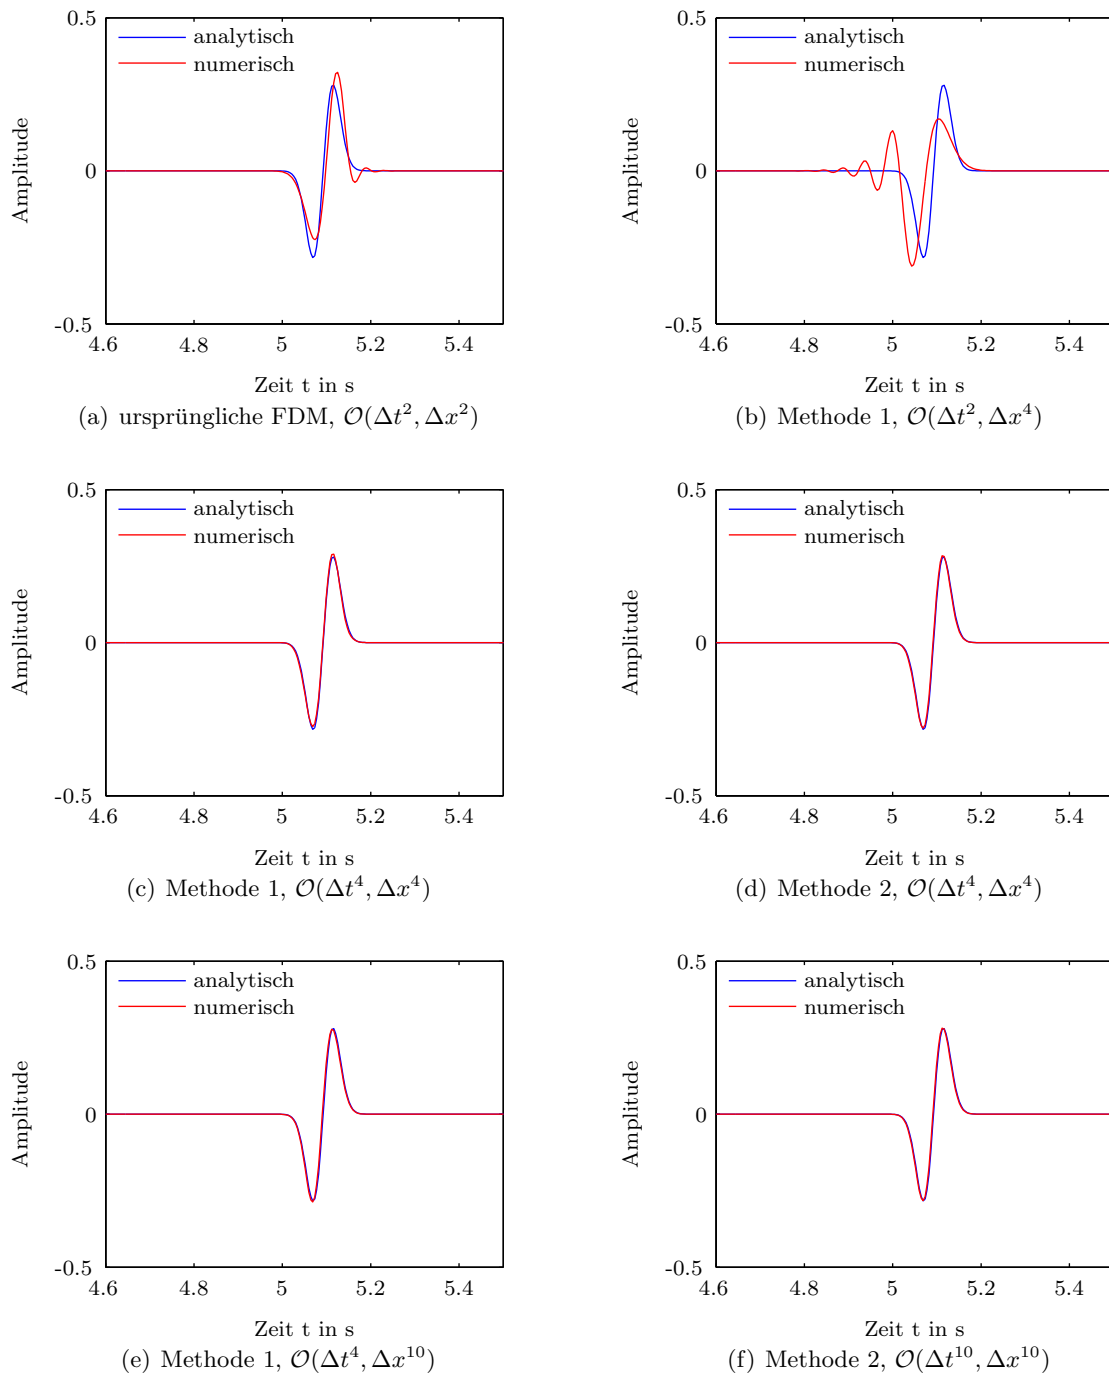 0.5
analytisch
numerisch
Amplitude
0
-0.5
4.6 4.8 5 5.2 5.4
Zeit t in s
(a) ursprüngliche FDM, 𝒪(Δt², Δx²)
0.5
analytisch
numerisch
Amplitude
0
-0.5
4.6 4.8 5 5.2 5.4
Zeit t in s
(b) Methode 1, 𝒪(Δt², Δx⁴)
0.5
analytisch
numerisch
Amplitude
0
-0.5
4.6 4.8 5 5.2 5.4
Zeit t in s
(c) Methode 1, 𝒪(Δt⁴, Δx⁴)
0.5
analytisch
numerisch
Amplitude
0
-0.5
4.6 4.8 5 5.2 5.4
Zeit t in s
(d) Methode 2, 𝒪(Δt⁴, Δx⁴)
0.5
analytisch
numerisch
Amplitude
0
-0.5
4.6 4.8 5 5.2 5.4
Zeit t in s
(e) Methode 1, 𝒪(Δt⁴, Δx¹⁰)
0.5
analytisch
numerisch
Amplitude
0
-0.5
4.6 4.8 5 5.2 5.4
Zeit t in s
(f) Methode 2, 𝒪(Δt¹⁰, Δx¹⁰)